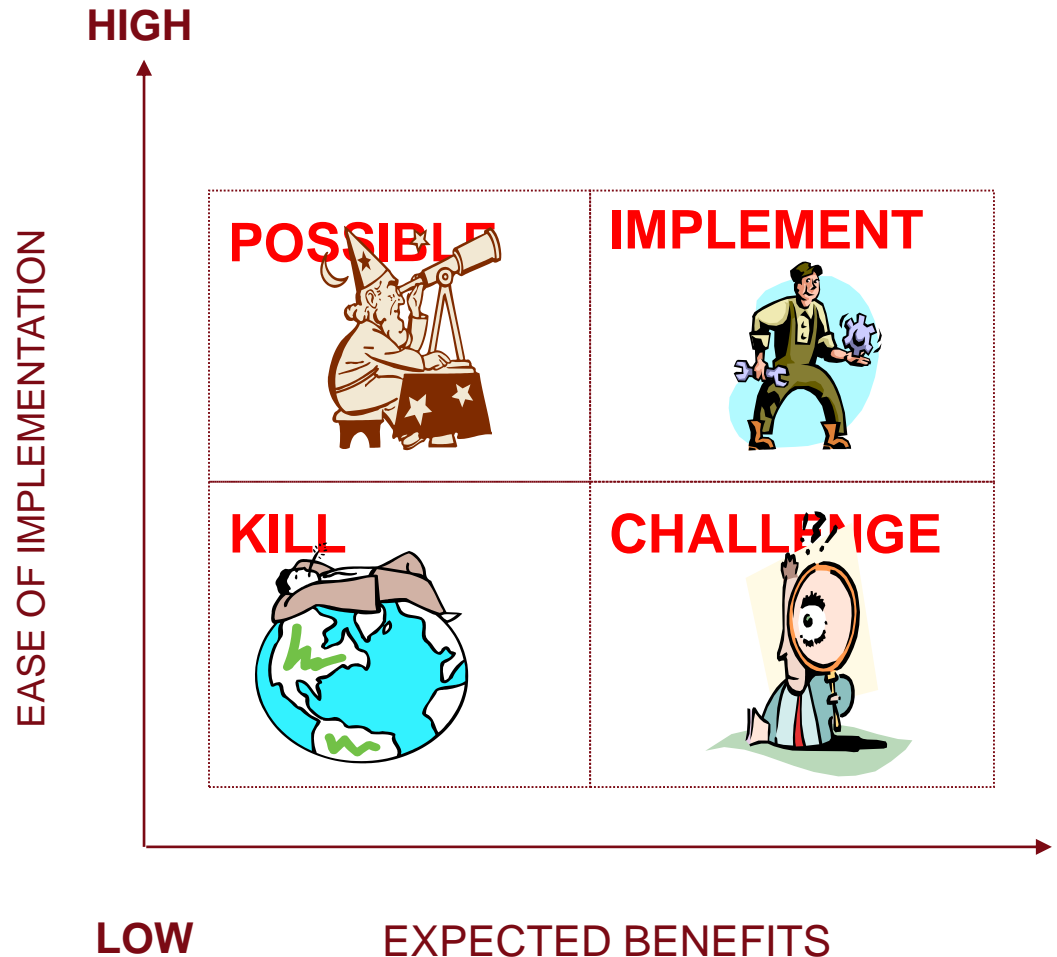 HIGH
EASE OF IMPLEMENTATION
POSSIBLE
IMPLEMENT
KILL
CHALLENGE
!?!
LOW
EXPECTED BENEFITS